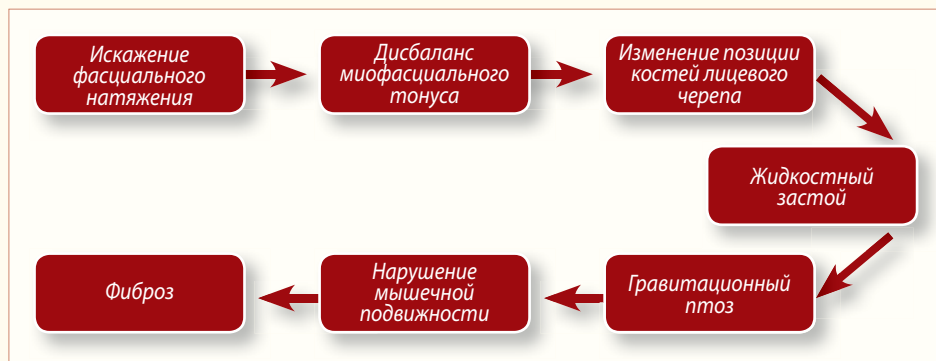 Искажение
фасциального
натяжения
Дисбаланс
миофасциального
тонуса
Изменение позиции
костей лицевого
черепа
Жидкостный
застой
Гравитационный
птоз
Нарушение
мышечной
подвижности
Фиброз